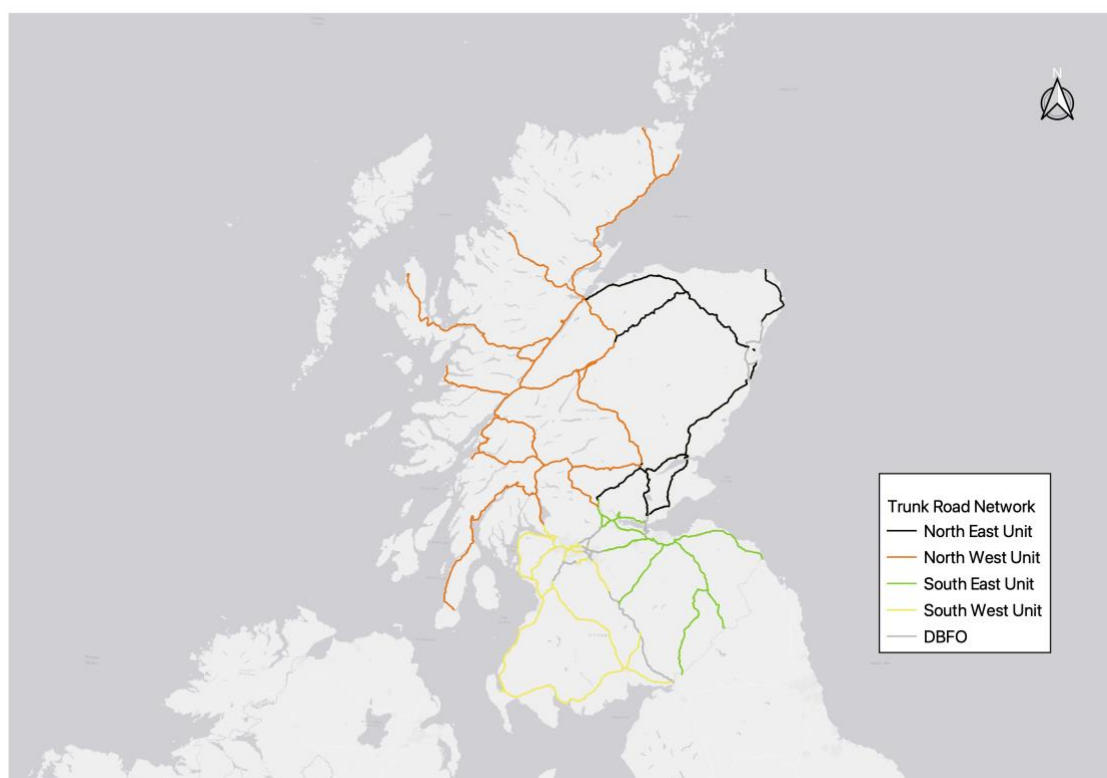 N
Trunk Road Network
North East Unit
North West Unit
South East Unit
South West Unit
DBFO